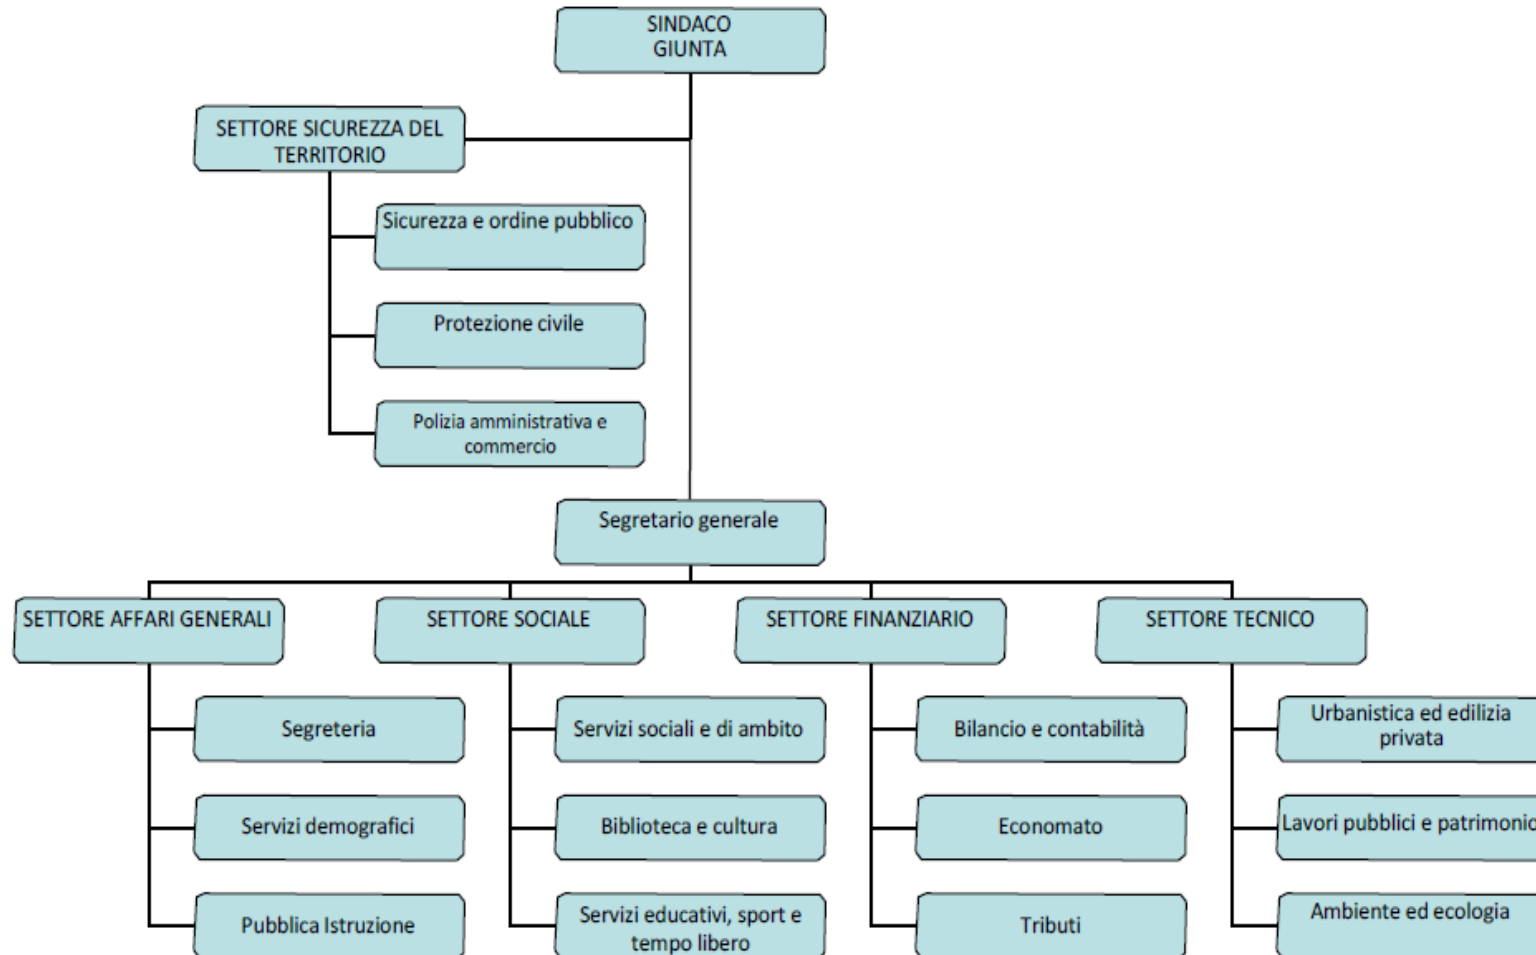 SINDACO
GIUNTA
SETTORE SICUREZZA DEL
TERRITORIO
Sicurezza e ordine pubblico
Protezione civile
Polizia amministrativa e
commercio
Segretario generale
SETTORE AFFARI GENERALI
SETTORE SOCIALE
SETTORE FINANZIARIO
SETTORE TECNICO
Segreteria
Servizi sociali e di ambito
Bilancio e contabilità
Urbanistica ed edilizia
privata
Servizi demografici
Biblioteca e cultura
Economato
Lavori pubblici e patrimonio
Pubblica Istruzione
Servizi educativi, sport e
tempo libero
Tributi
Ambiente ed ecologia